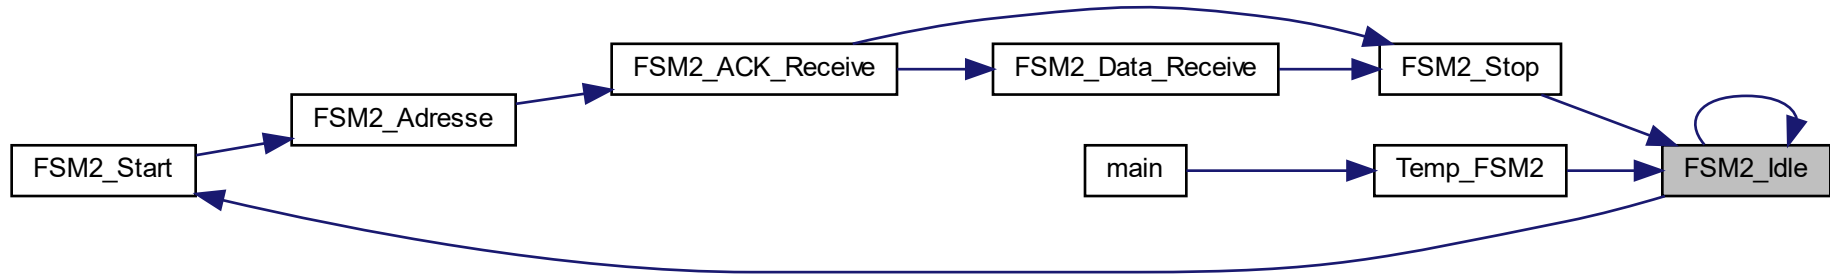 FSM2_Start
FSM2_Adresse
FSM2_ACK_Receive
FSM2_Data_Receive
FSM2_Stop
main
Temp_FSM2
FSM2_Idle